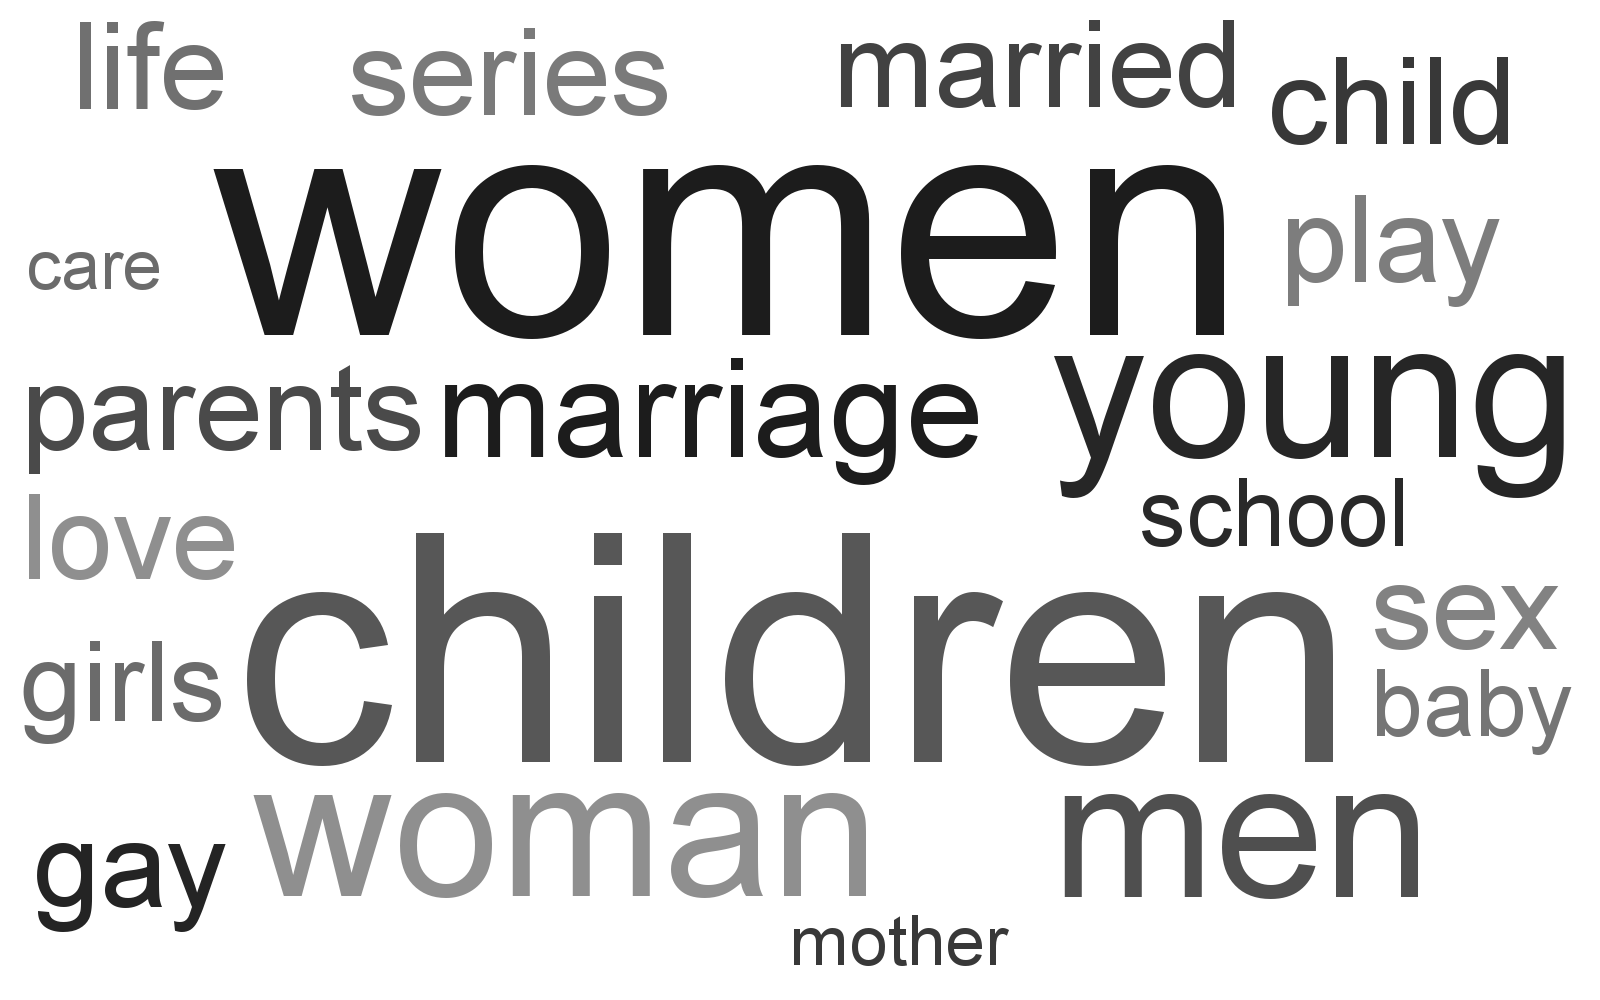 life series married child
women
care play
parents marriage young
love school
children
sex
girls baby
woman men
gay
mother